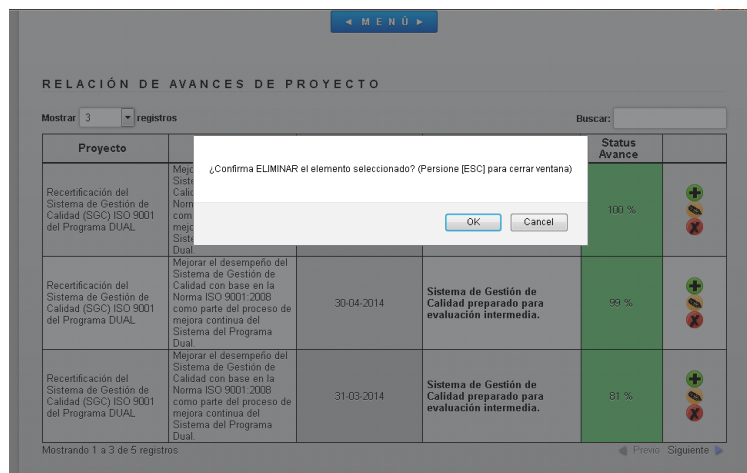 ◄ M E N Ú ►
RELACIÓN DE AVANCES DE PROYECTO
Mostrar 3 registros
Buscar:
Proyecto
Status
Avance
¿Confirma ELIMINAR el elemento seleccionado? (Persione [ESC] para cerrar ventana)
OK Cancel
Recertificación del
Sistema de Gestión de
Calidad (SGC) ISO 9001
del Programa DUAL
Dual.
100 %
Recertificación del
Sistema de Gestión de
Calidad (SGC) ISO 9001
del Programa DUAL
Mejorar el desempeño del
Sistema de Gestión de
Calidad con base en la
Norma ISO 9001:2008
como parte del proceso de
mejora continua del
Sistema del Programa
Dual.
30-04-2014
Sistema de Gestión de
Calidad preparado para
evaluación intermedia.
99 %
Recertificación del
Sistema de Gestión de
Calidad (SGC) ISO 9001
del Programa DUAL
Mejorar el desempeño del
Sistema de Gestión de
Calidad con base en la
Norma ISO 9001:2008
como parte del proceso de
mejora continua del
Sistema del Programa
Dual.
31-03-2014
Sistema de Gestión de
Calidad preparado para
evaluación intermedia.
81 %
Mostrando 1 a 3 de 5 registros
Previo Siguiente